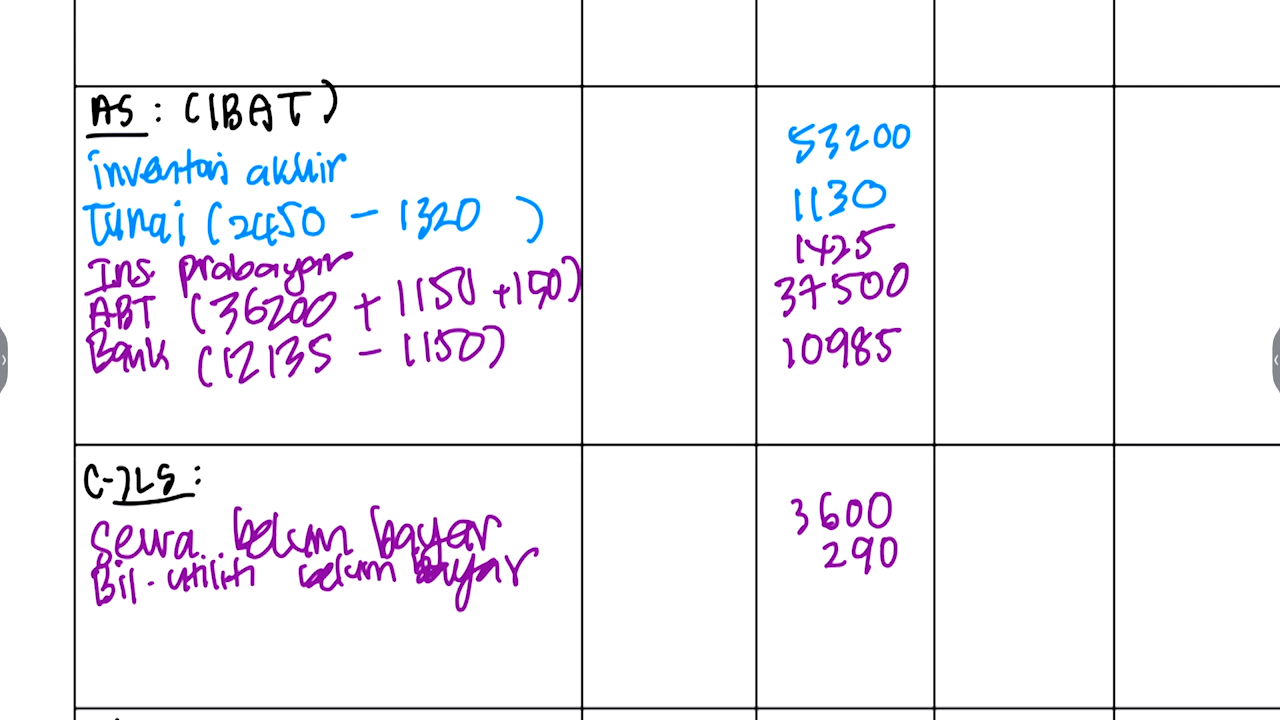 AS : (IBAT)
inventori akhir 53200
Tunai (2450 - 1320 ) 1130
Ins prabayar 1425
ABT (36200 + 1150 +150) 37500
Bank (12135 - 1150) 10985
C-)LS :
Sewa belum bayar 3600
Bil. utiliti belum bayar 290